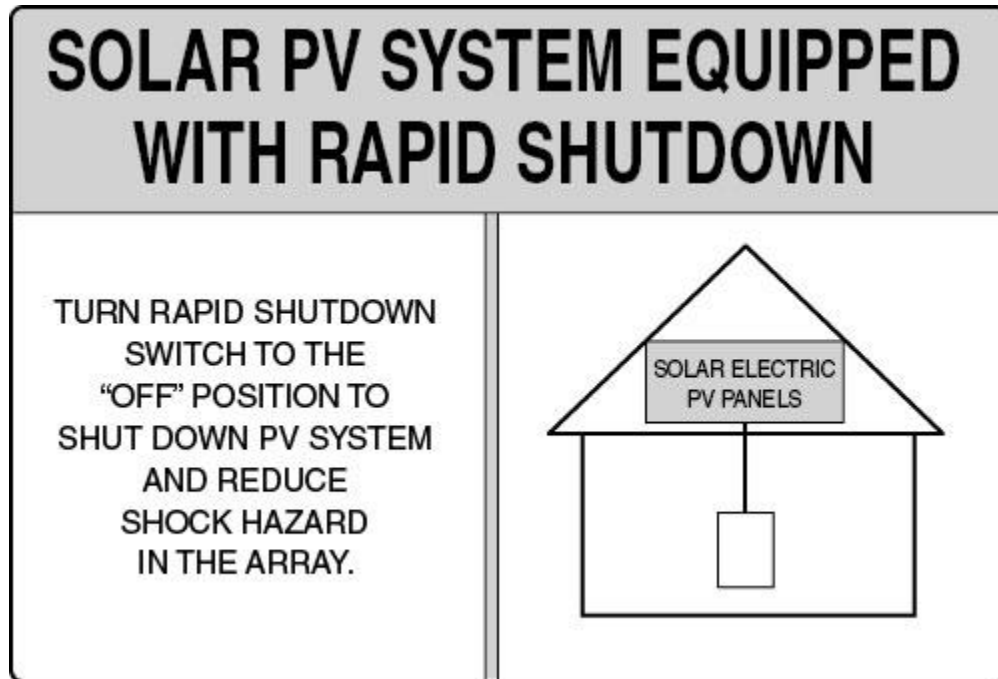 SOLAR PV SYSTEM EQUIPPED
WITH RAPID SHUTDOWN
TURN RAPID SHUTDOWN
SWITCH TO THE
“OFF” POSITION TO
SHUT DOWN PV SYSTEM
AND REDUCE
SHOCK HAZARD
IN THE ARRAY.
SOLAR ELECTRIC
PV PANELS